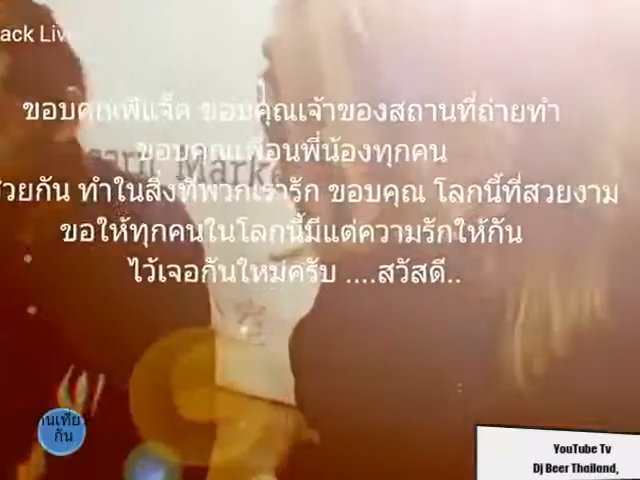 ack Liv
ขอบคุณพี่แจ็ค ขอบคุณเจ้าของสถานที่ถ่ายทำ
ขอบคุณเพื่อนพี่น้องทุกคน
วยกัน ทำในสิ่งที่พวกเรารัก ขอบคุณ โลกนี้ที่สวยงาม
ขอให้ทุกคนในโลกนี้มีแต่ความรักให้กัน
ไว้เจอกันใหม่ครับ ....สวัสดี..
กัน
YouTube Tv
Dj Beer Thailand,